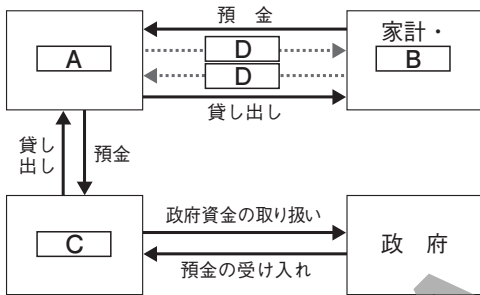 預 金
家計・
A
D
B
D
貸し出し
貸し
出し
預金
C
政府資金の取り扱い
政 府
預金の受け入れ